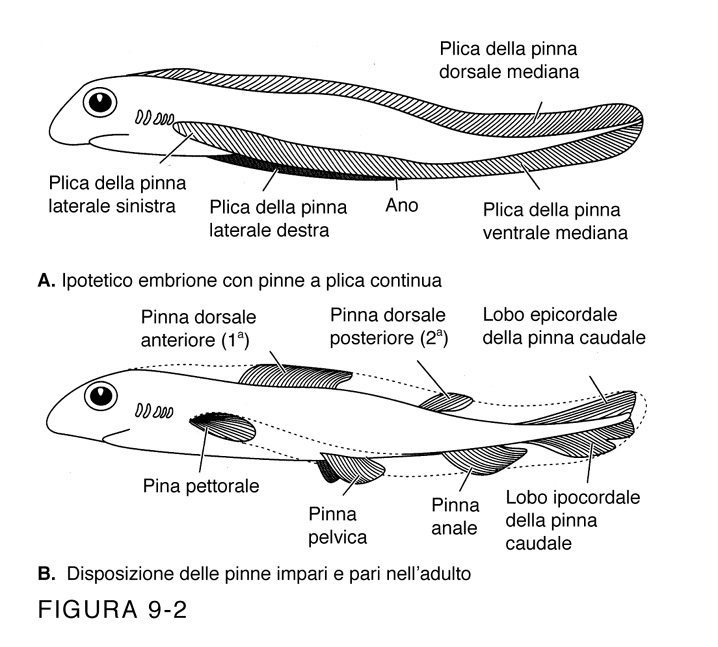 Plica della pinna
dorsale mediana
Plica della pinna
laterale sinistra
Plica della pinna
laterale destra
Ano
Plica della pinna
ventrale mediana
A. Ipotetico embrione con pinne a plica continua
Pinna dorsale
anteriore (1ª)
Pinna dorsale
posteriore (2ª)
Lobo epicordale
della pinna caudale
Pina pettorale
Pinna
pelvica
Pinna
anale
Lobo ipocordale
della pinna
caudale
B. Disposizione delle pinne impari e pari nell'adulto
FIGURA 9-2